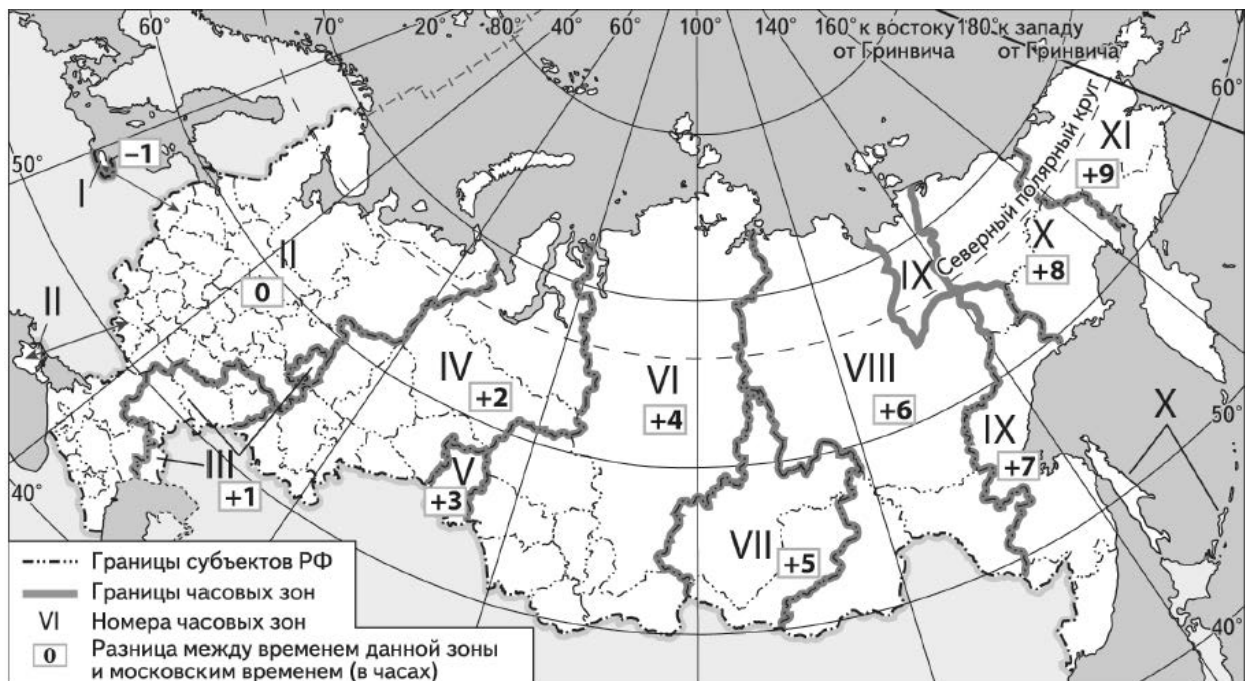 60°
70°
20°
80°
40°
100°
140°
160° к востоку
от Гринвича
180° к западу
от Гринвича
60°
50°
–1
I
II
0
II
III
+1
40°
IV
+2
V
+3
VI
+4
VII
+5
VIII
+6
IX
IX
+7
X
+8
XI
+9
Северный полярный круг
X
50°
40°
Границы субъектов РФ
Границы часовых зон
VI Номера часовых зон
0 Разница между временем данной зоны
и московским временем (в часах)